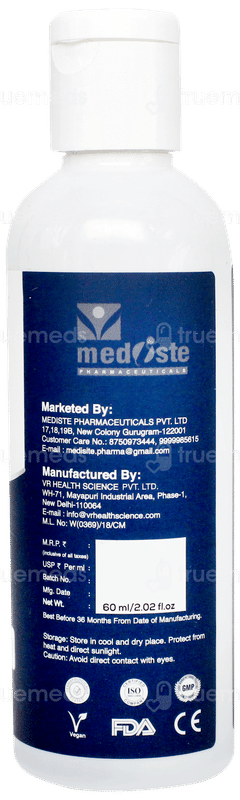 mediste
PHARMACEUTICALS
Marketed By:
MEDISTE PHARMACEUTICALS PVT. LTD
17,18,19B, New Colony Gurugram-122001
Customer Care No.: 8750973444, 9999985615
E-mail : medisite.pharma@gmail.com
Manufactured By:
VR HEALTH SCIENCE PVT. LTD.
WH-71, Mayapuri Industrial Area, Phase-1,
New Delhi-110064
E-mail : info@vrhealthscience.com
M.L. No: W(0369)/18/CM
M.R.P. ₹ :
(inclusive of all taxes)
USP ₹ Per ml :
Batch No. :
Mfg. Date :
Net Wt. : 60 ml/2.02 fl.oz
Best Before 36 Months From Date of Manufacturing.
Storage: Store in cool and dry place. Protect from
heat and direct sunlight.
Caution: Avoid direct contact with eyes.
ISO
GMP
V
Vegan
FDA
CE
truemeds